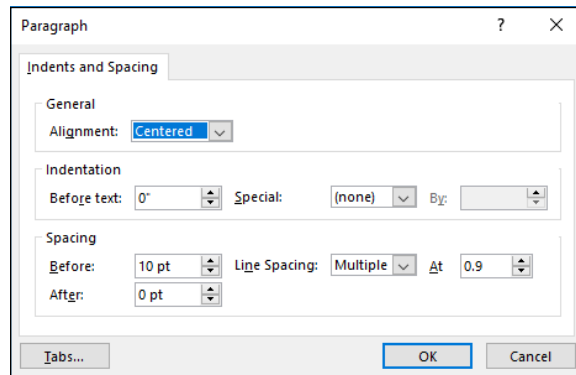 Paragraph ?
Indents and Spacing
General
Alignment: Centered
Indentation
Before text: 0" Special: (none) By:
Spacing
Before: 10 pt Line Spacing: Multiple At 0.9
After: 0 pt
Tabs... OK Cancel